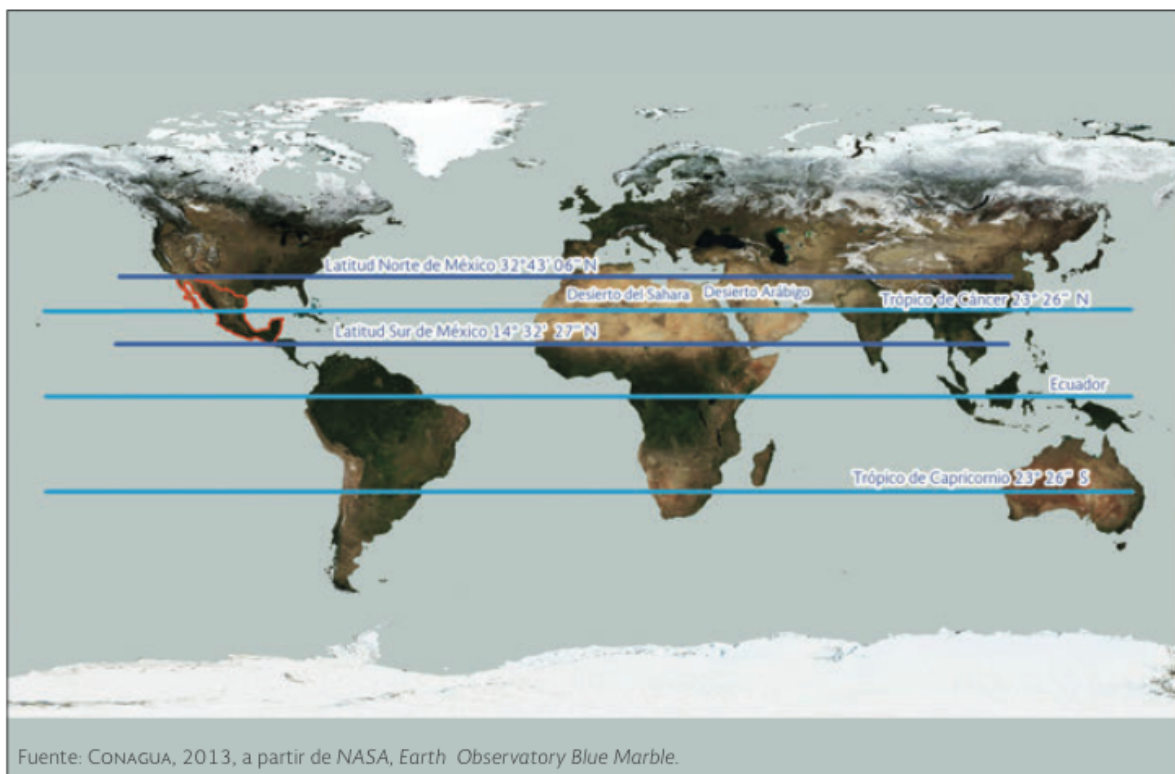 Latitud Norte de México 32°43' 06" N
Desierto del Sahara
Desierto Arábigo
Trópico de Cáncer 23° 26" N
Latitud Sur de México 14° 32' 27" N
Ecuador
Trópico de Capricornio 23° 26" S
Fuente: CONAGUA, 2013, a partir de NASA, Earth Observatory Blue Marble.